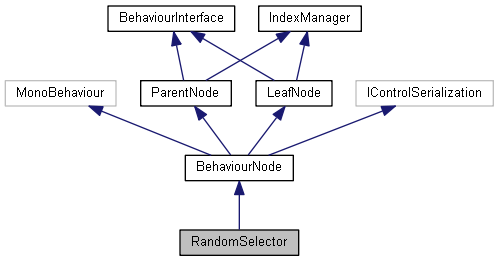 BehaviourInterface
IndexManager
MonoBehaviour
ParentNode
LeafNode
IControlSerialization
BehaviourNode
RandomSelector